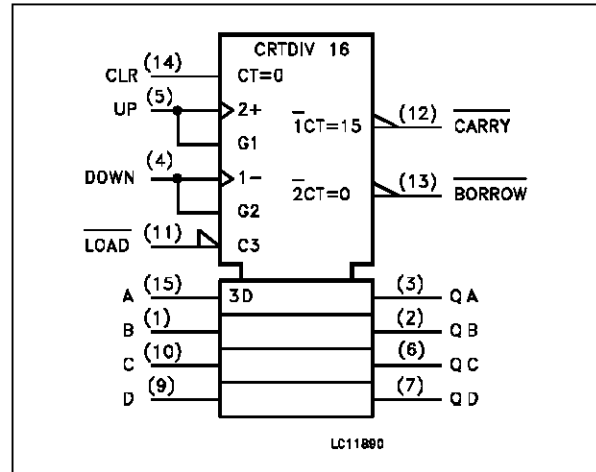 CRTDIV 16
CLR (14) CT=0
UP (5) 2+
G1
1CT=15 (12) CARRY
DOWN (4) 1−
G2
2CT=0 (13) BORROW
LOAD (11) C3
A (15) 3D (3) QA
B (1) (2) QB
C (10) (6) QC
D (9) (7) QD
LC11890